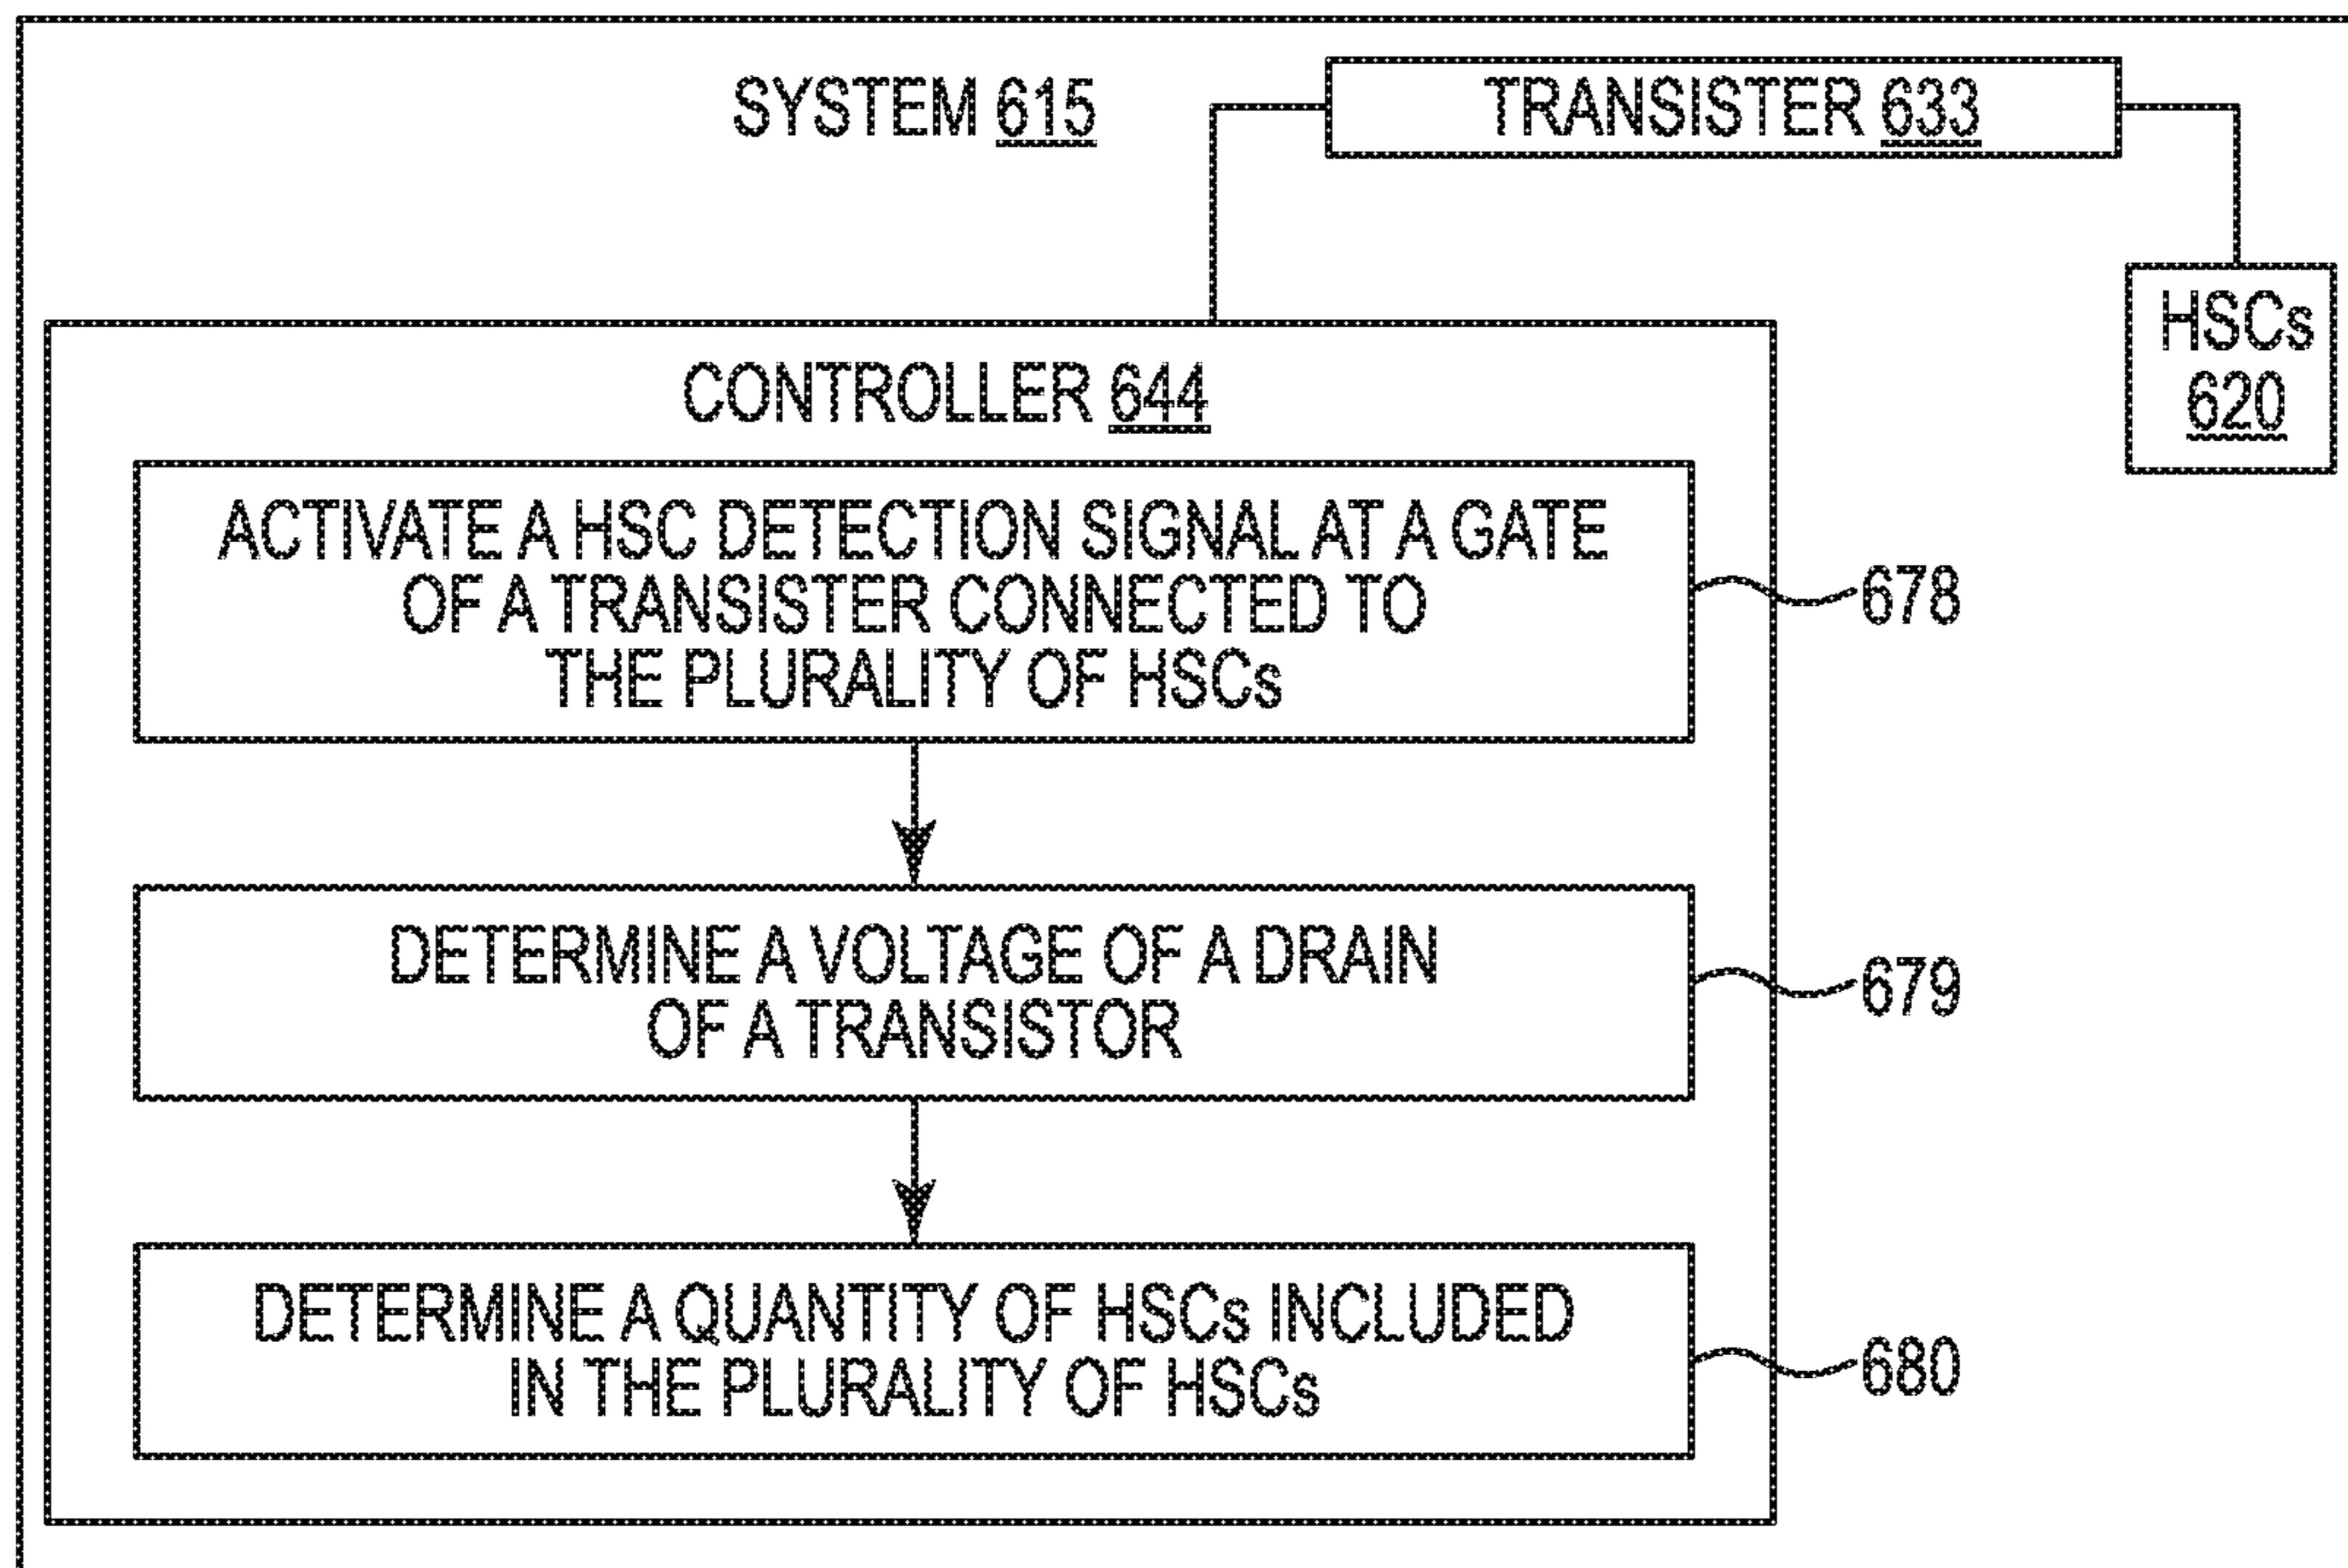 SYSTEM 615
TRANSISTER 633
HSCs
620
CONTROLLER 644
ACTIVATE A HSC DETECTION SIGNAL AT A GATE
OF A TRANSISTER CONNECTED TO
THE PLURALITY OF HSCs
678
DETERMINE A VOLTAGE OF A DRAIN
OF A TRANSISTOR
679
DETERMINE A QUANTITY OF HSCs INCLUDED
IN THE PLURALITY OF HSCs
680